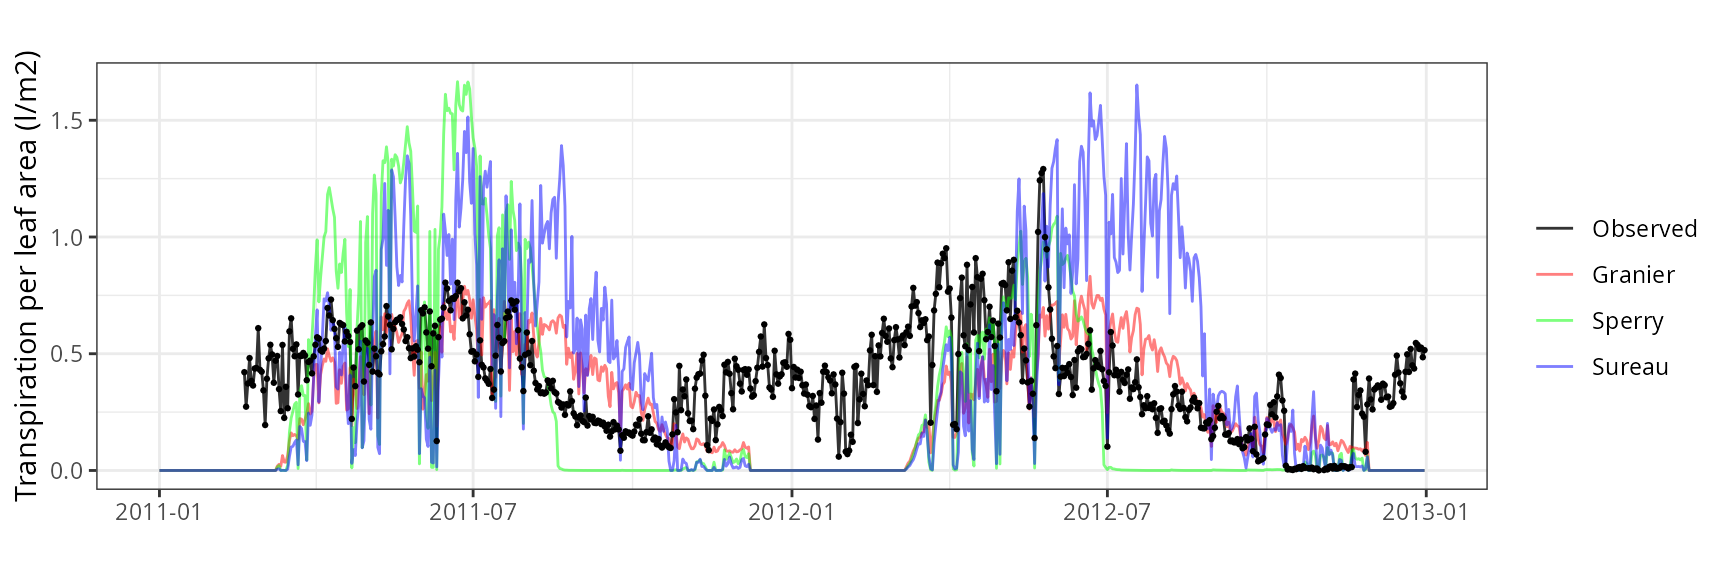 Transpiration per leaf area (l/m2)
1.5
1.0
0.5
0.0
2011-01
2011-07
2012-01
2012-07
2013-01
Observed
Granier
Sperry
Sureau